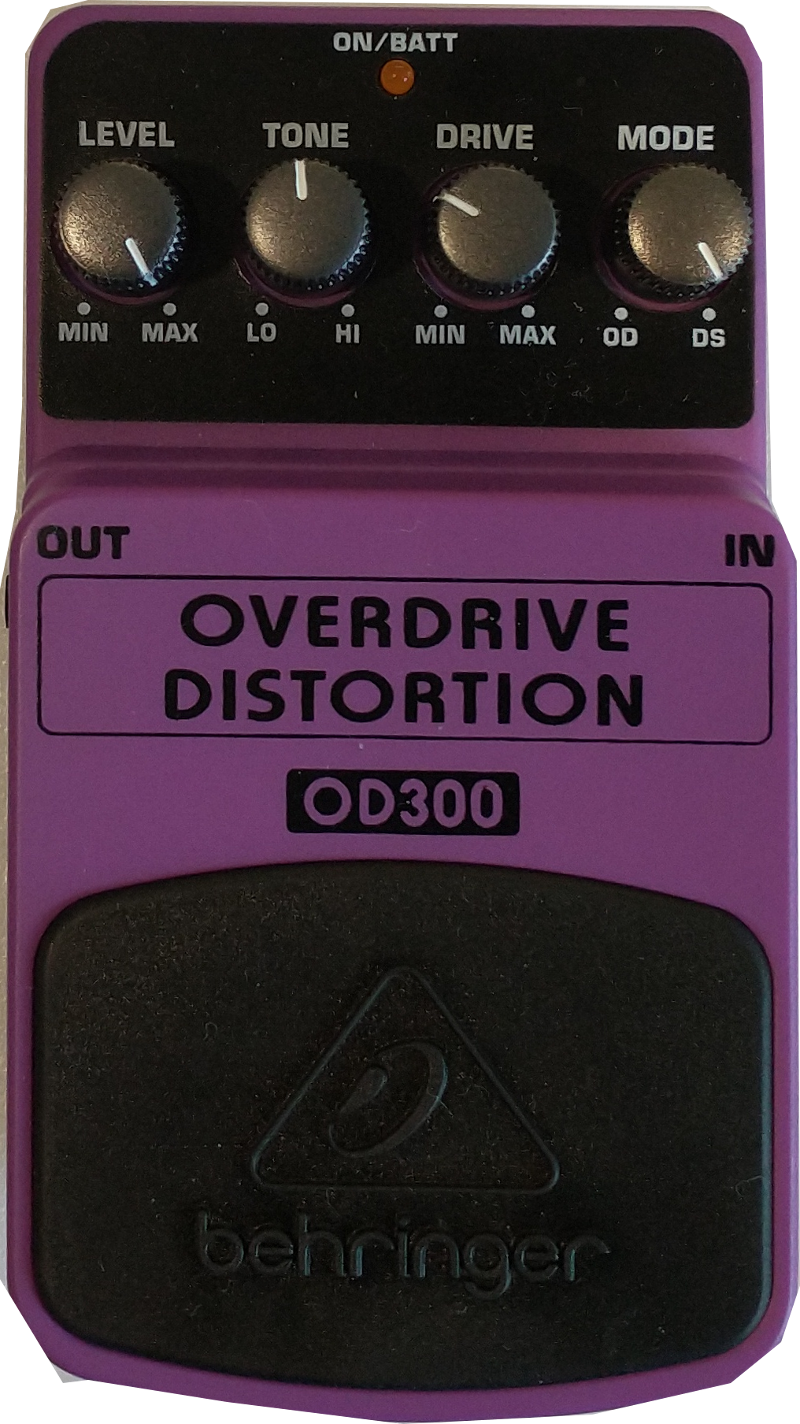 ON/BATT
LEVEL TONE DRIVE MODE
MIN MAX LO HI MIN MAX OD DS
OUT IN
OVERDRIVE
DISTORTION
OD300
behringer